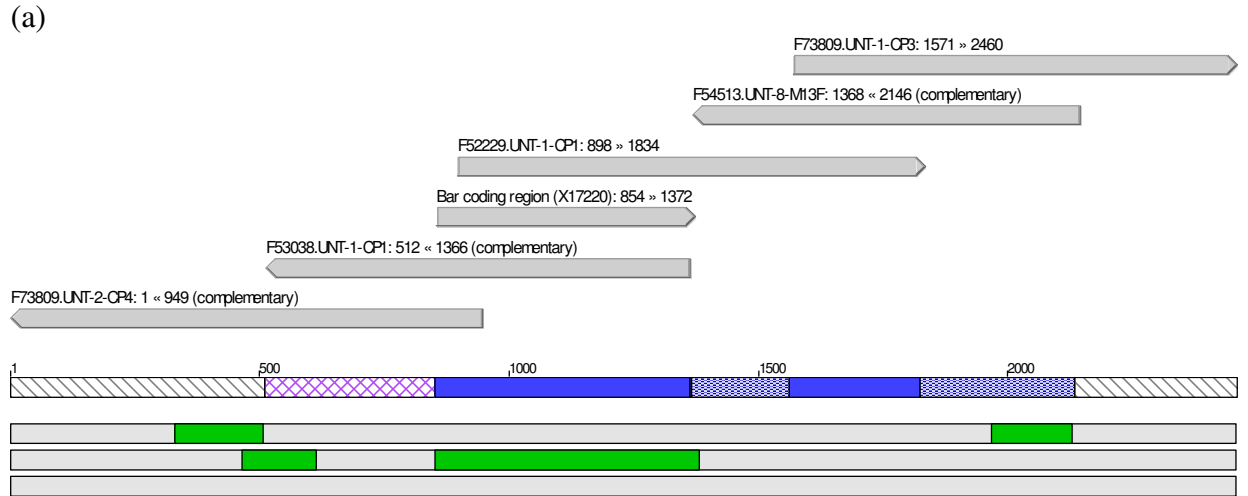 (a)
F73809.UNT-1-CP3: 1571 » 2460
F54513.UNT-8-M13F: 1368 « 2146 (complementary)
F52229.UNT-1-CP1: 898 » 1834
Bar coding region (X17220): 854 » 1372
F53038.UNT-1-CP1: 512 « 1366 (complementary)
F73809.UNT-2-CP4: 1 « 949 (complementary)
1 500 1000 1500 2000